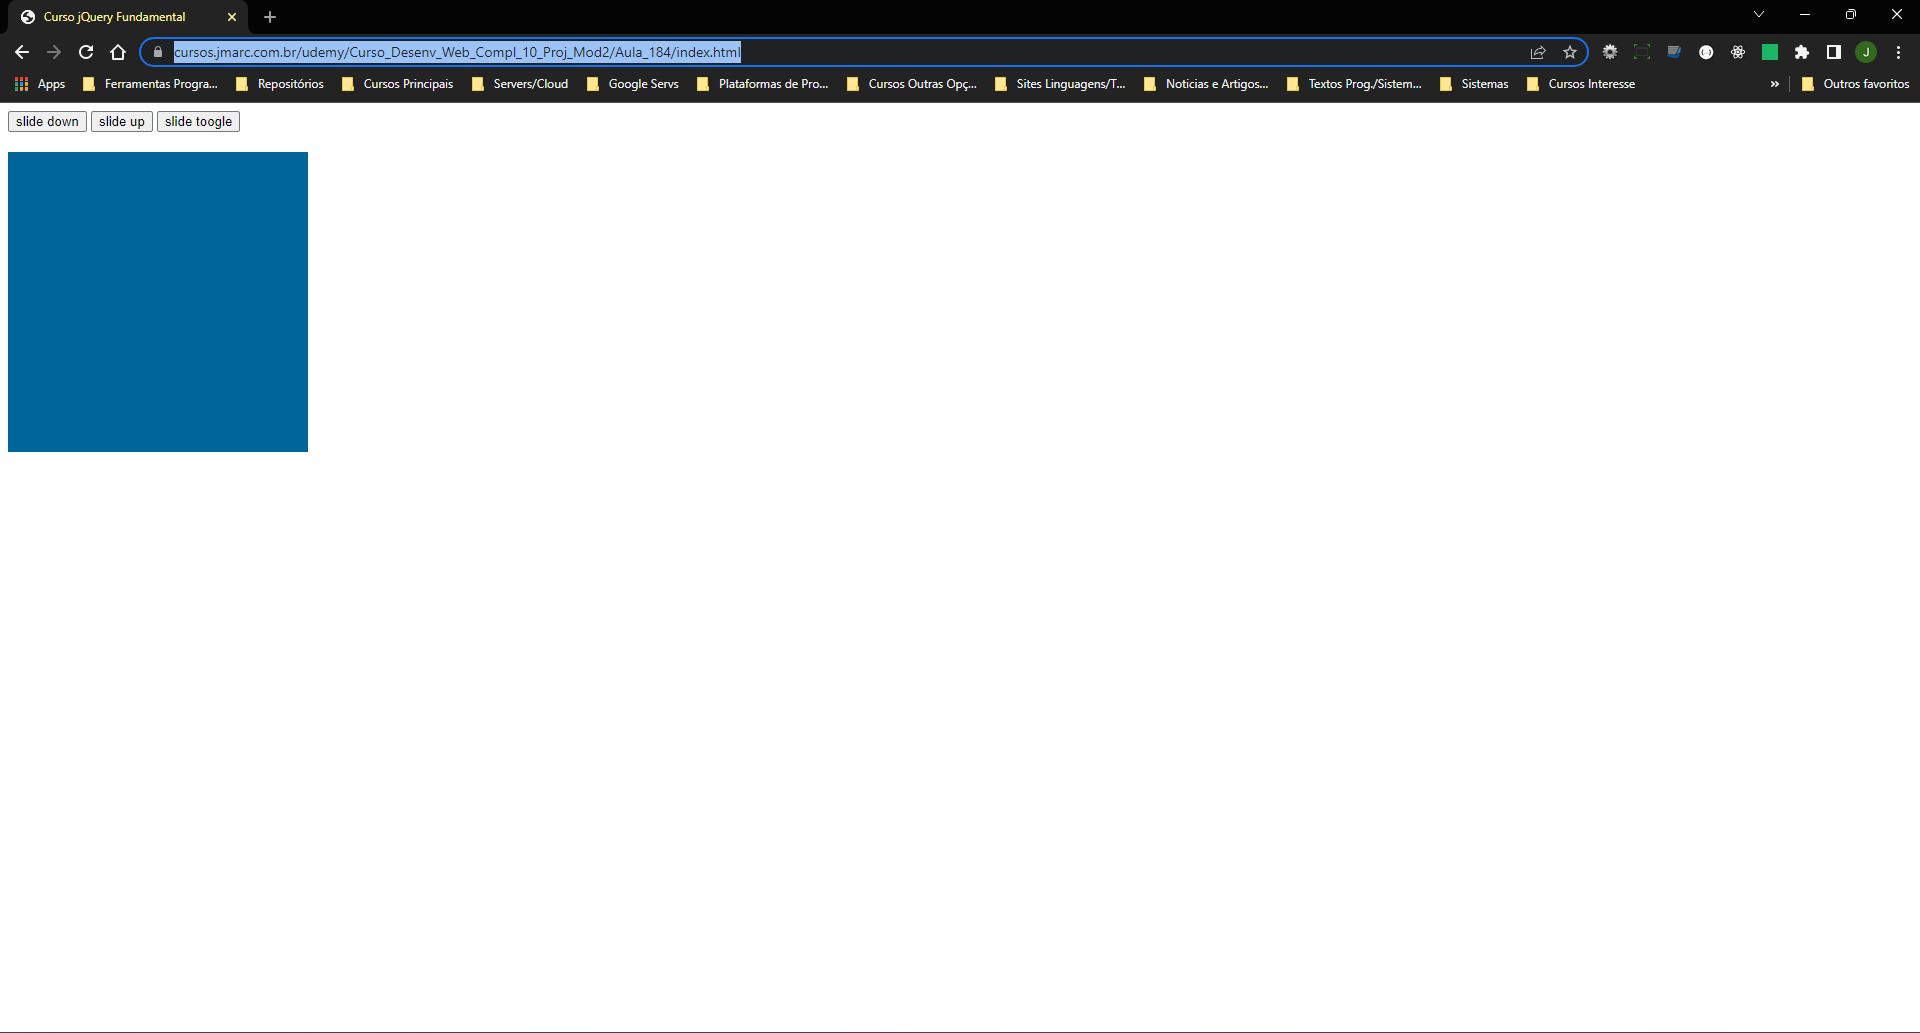 Curso jQuery Fundamental
cursos.jmarc.com.br/udemy/Curso_Desenv_Web_Compl_10_Proj_Mod2/Aula_184/index.html
J
Apps Ferramentas Progra... Repositórios Cursos Principais Servers/Cloud Google Servs Plataformas de Pro... Cursos Outras Opç... Sites Linguagens/T... Noticias e Artigos... Textos Prog./Sistem... Sistemas Cursos Interesse » Outros favoritos
slide down slide up slide toogle